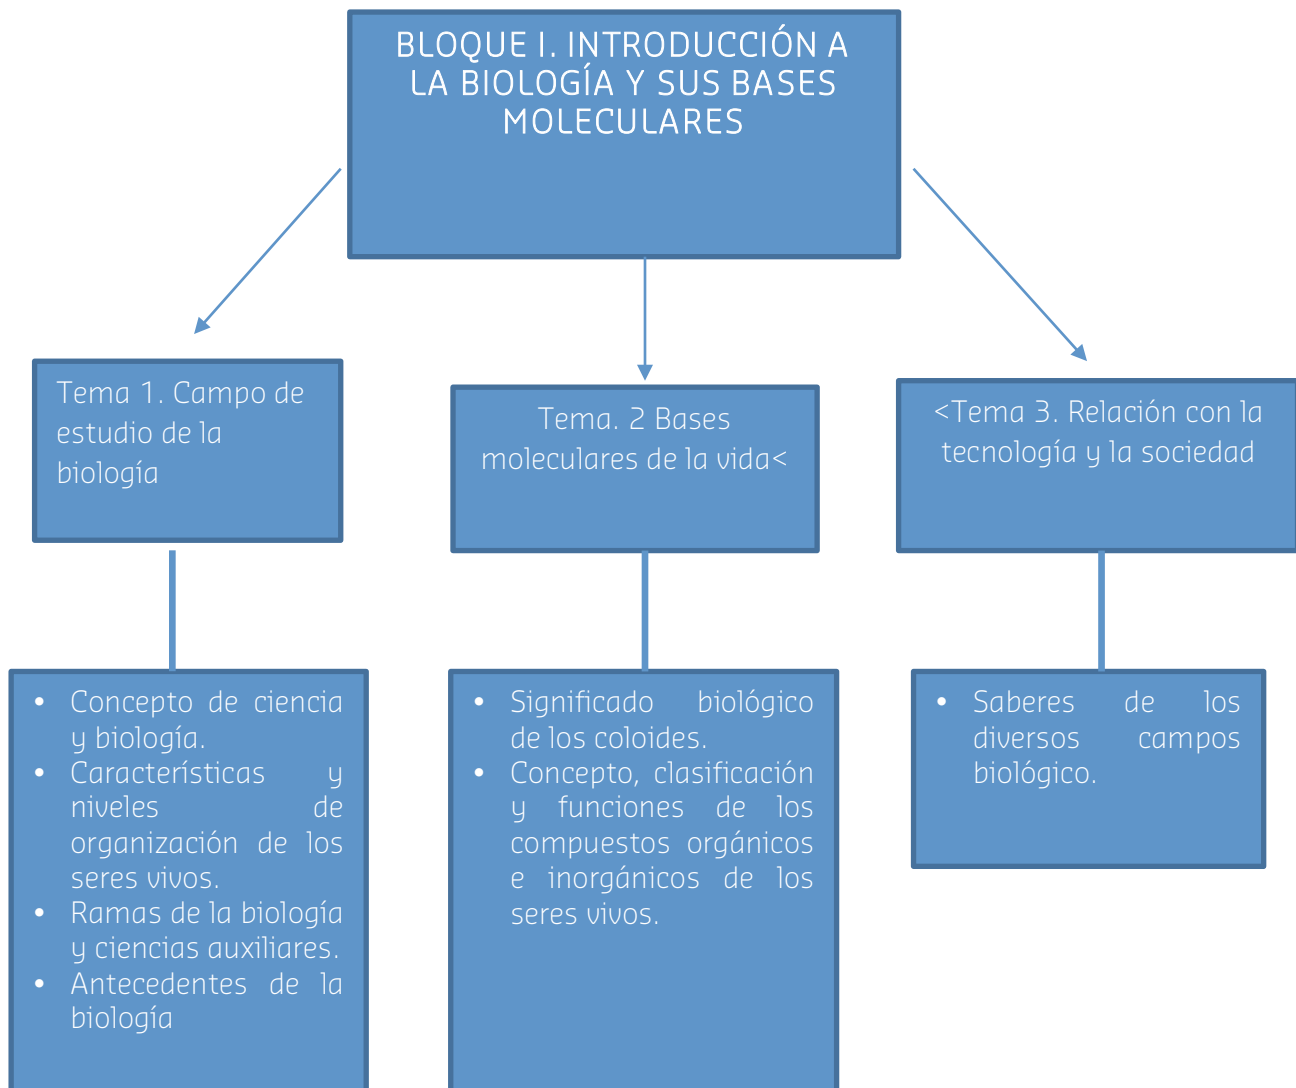 BLOQUE I. INTRODUCCIÓN A
LA BIOLOGÍA Y SUS BASES
MOLECULARES
Tema 1. Campo de
estudio de la
biología
Tema. 2 Bases
moleculares de la vida<
<Tema 3. Relación con la
tecnología y la sociedad
• Concepto de ciencia
y biología.
• Características y
niveles de
organización de los
seres vivos.
• Ramas de la biología
y ciencias auxiliares.
• Antecedentes de la
biología
• Significado biológico
de los coloides.
• Concepto, clasificación
y funciones de los
compuestos orgánicos
e inorgánicos de los
seres vivos.
• Saberes de los
diversos campos
biológico.